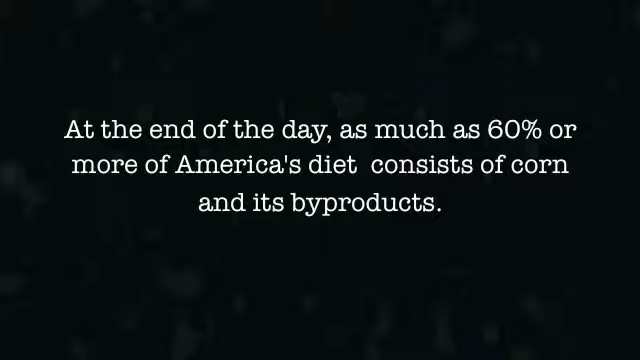 At the end of the day, as much as 60% or
more of America's diet  consists of corn
and its byproducts.